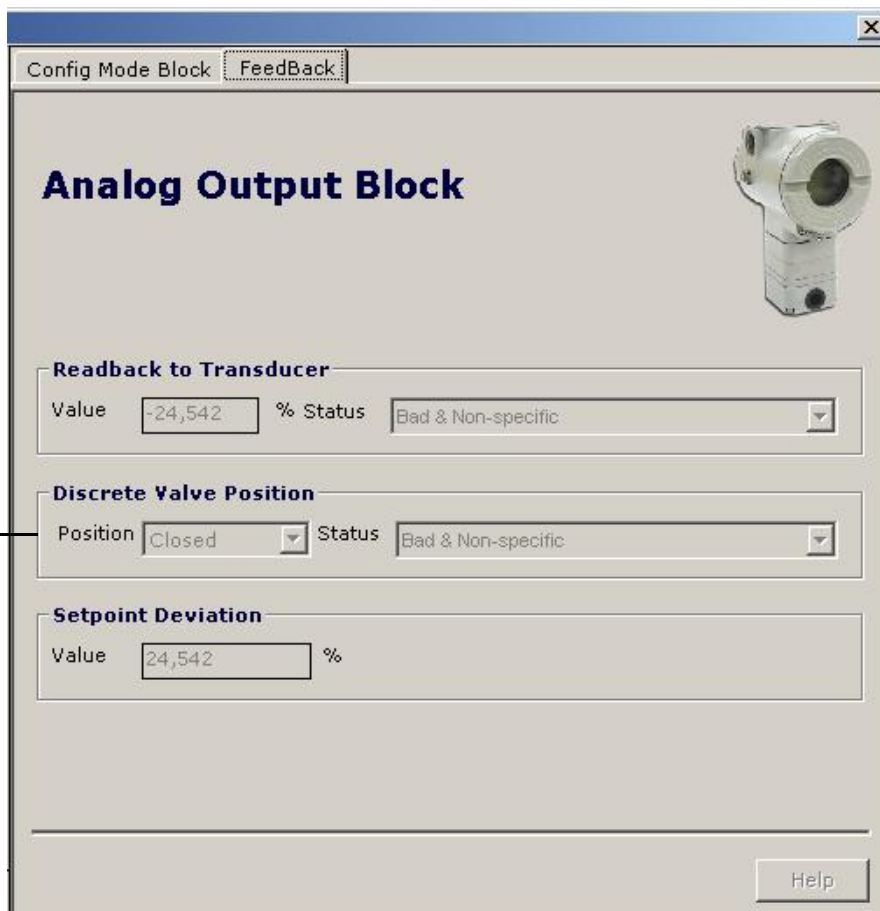 Config Mode Block FeedBack
Analog Output Block
Readback to Transducer
Value -24,542 % Status Bad & Non-specific
Discrete Valve Position
Position Closed Status Bad & Non-specific
Setpoint Deviation
Value 24,542 %
Help